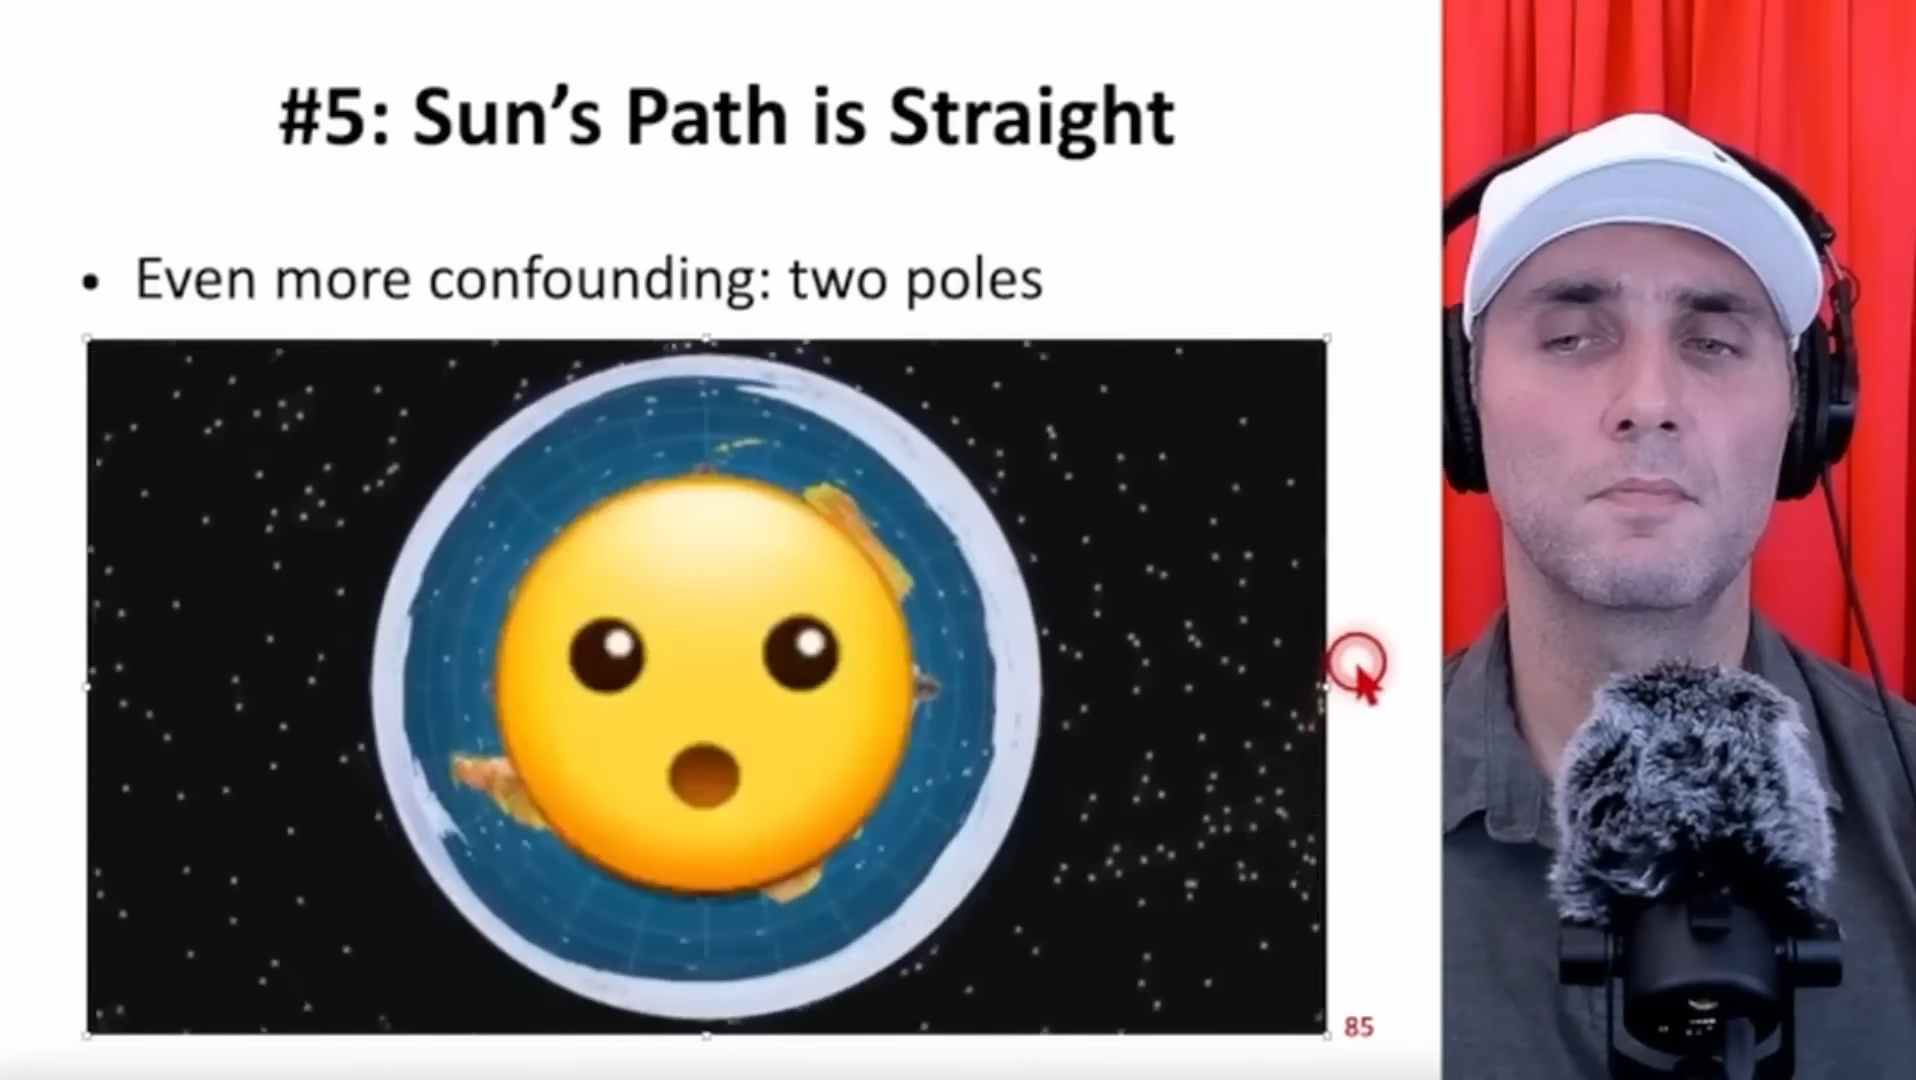 #5: Sun’s Path is Straight
• Even more confounding: two poles
85